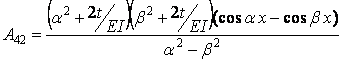 A₄₂ = (α² + 2t/EI)(β² + 2t/EI)(cos αx − cos βx) / α² − β²